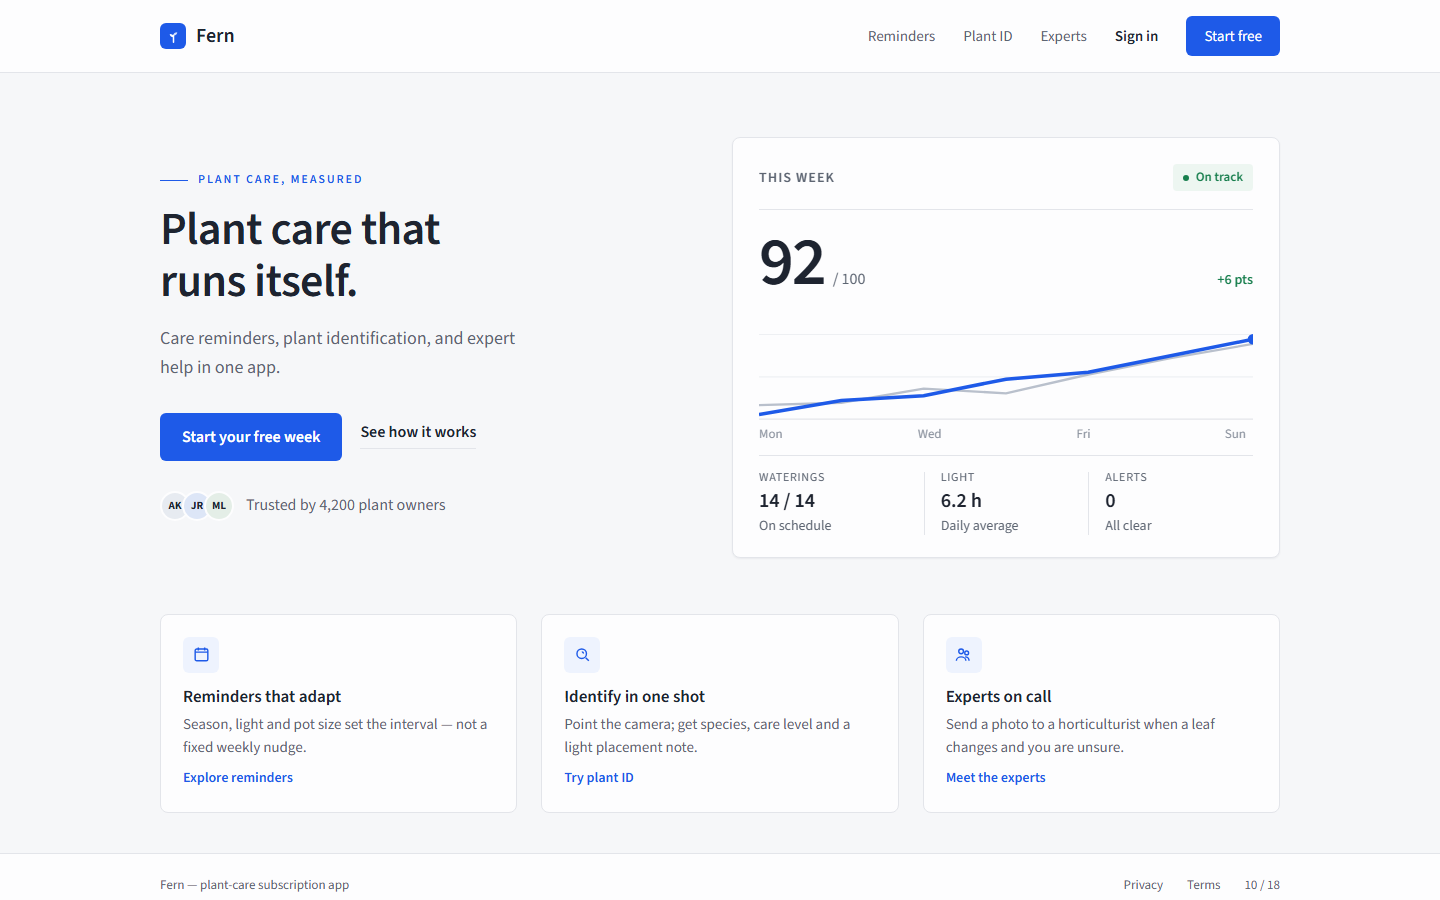 Fern
Reminders
Plant ID
Experts
Sign in
Start free
PLANT CARE, MEASURED
Plant care that
runs itself.
Care reminders, plant identification, and expert
help in one app.
Start your free week
See how it works
AK
JR
ML
Trusted by 4,200 plant owners
THIS WEEK
On track
92
/ 100
+6 pts
Mon
Wed
Fri
Sun
WATERINGS
14 / 14
On schedule
LIGHT
6.2 h
Daily average
ALERTS
0
All clear
Reminders that adapt
Season, light and pot size set the interval — not a
fixed weekly nudge.
Explore reminders
Identify in one shot
Point the camera; get species, care level and a
light placement note.
Try plant ID
Experts on call
Send a photo to a horticulturist when a leaf
changes and you are unsure.
Meet the experts
Fern — plant-care subscription app
Privacy
Terms
10 / 18